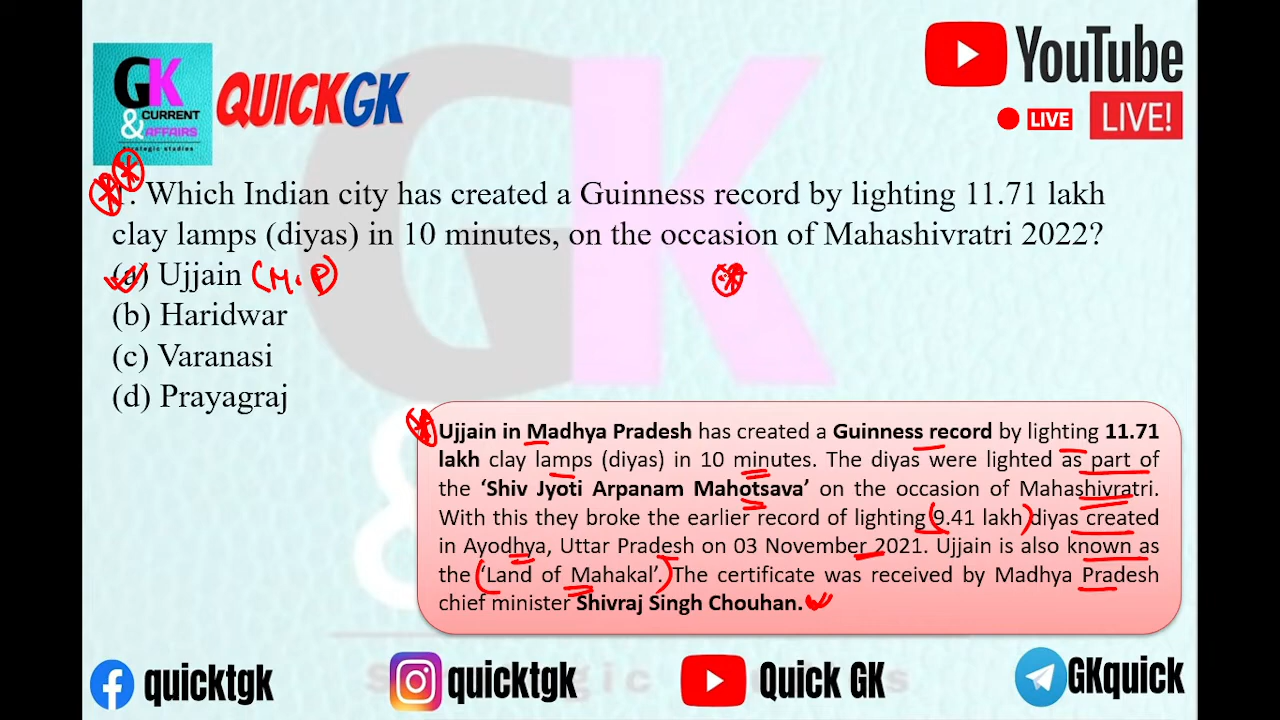 GK
CURRENT
& AFFAIRS
Strategic studies
QUICKGK
YouTube
LIVE
LIVE!
1. Which Indian city has created a Guinness record by lighting 11.71 lakh
clay lamps (diyas) in 10 minutes, on the occasion of Mahashivratri 2022?
(a) Ujjain (M.P)
(b) Haridwar
(c) Varanasi
(d) Prayagraj
Ujjain in Madhya Pradesh has created a Guinness record by lighting 11.71
lakh clay lamps (diyas) in 10 minutes. The diyas were lighted as part of
the ‘Shiv Jyoti Arpanam Mahotsava’ on the occasion of Mahashivratri.
With this they broke the earlier record of lighting 9.41 lakh diyas created
in Ayodhya, Uttar Pradesh on 03 November 2021. Ujjain is also known as
the ‘Land of Mahakal’. The certificate was received by Madhya Pradesh
chief minister Shivraj Singh Chouhan.
quicktgk
quicktgk
Quick GK
GKquick